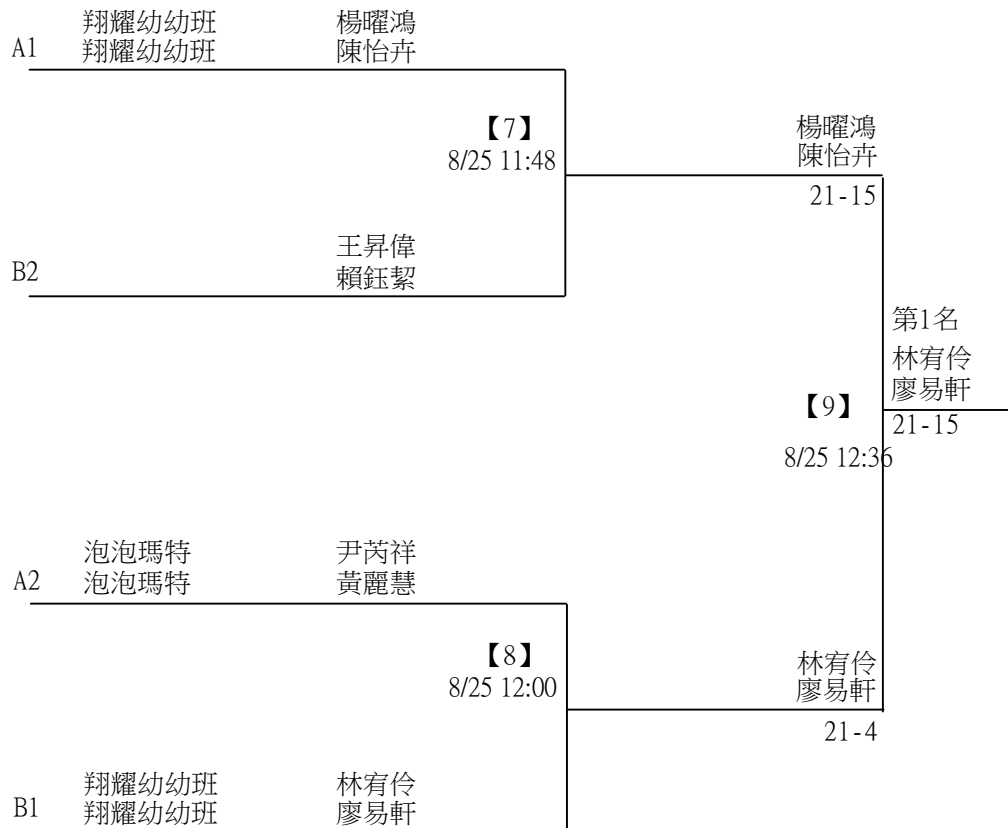 翔耀幼幼班 楊曜鴻
A1 翔耀幼幼班 陳怡卉
【7】
8/25 11:48
楊曜鴻
陳怡卉
21-15
王昇偉
B2 賴鈺絜
第1名
林宥伶
廖易軒
【9】
21-15
8/25 12:36
泡泡瑪特 尹芮祥
A2 泡泡瑪特 黃麗慧
【8】
8/25 12:00
林宥伶
廖易軒
21-4
翔耀幼幼班 林宥伶
B1 翔耀幼幼班 廖易軒